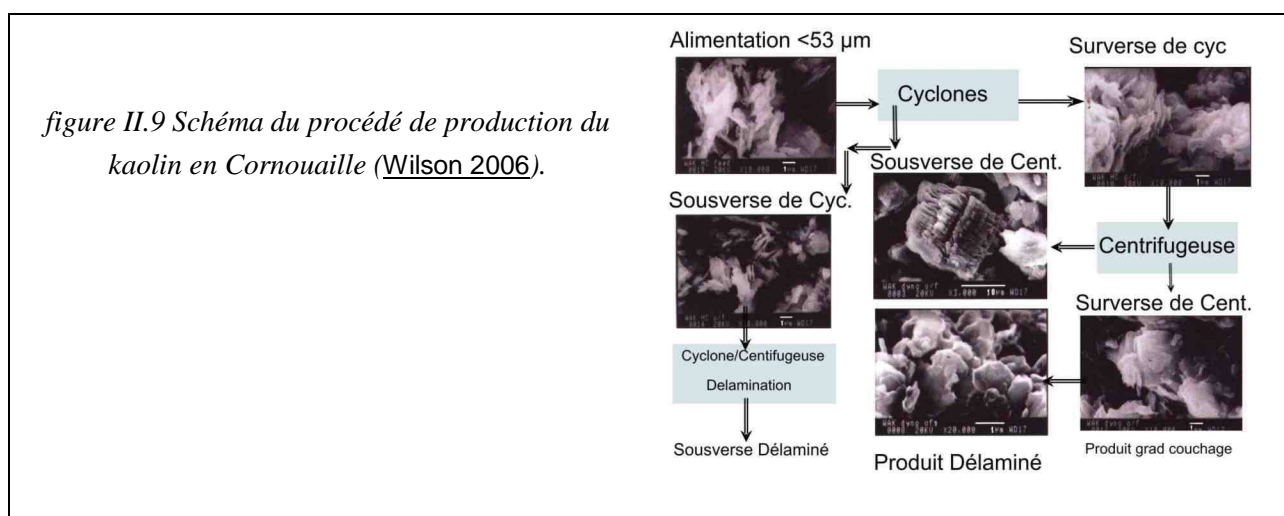 figure II.9 Schéma du procédé de production du
kaolin en Cornouaille (Wilson 2006).
Alimentation <53 µm
Cyclones
Surverse de cyc
Sousverse de Cent.
Sousverse de Cyc.
Centrifugeuse
Surverse de Cent.
Cyclone/Centifugeuse
Delamination
Sousverse Délaminé
Produit Délaminé
Produit grad couchage